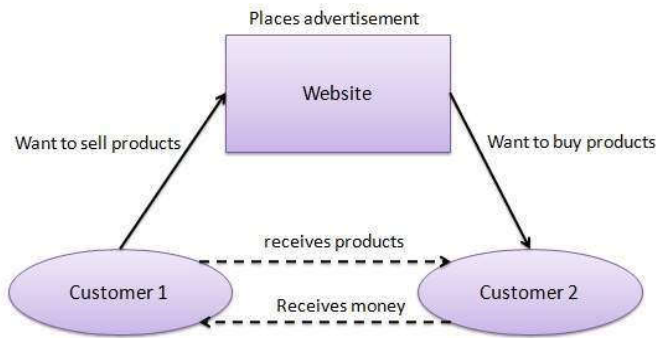 Places advertisement
Website
Want to sell products
Want to buy products
receives products
Customer 1
Customer 2
Receives money